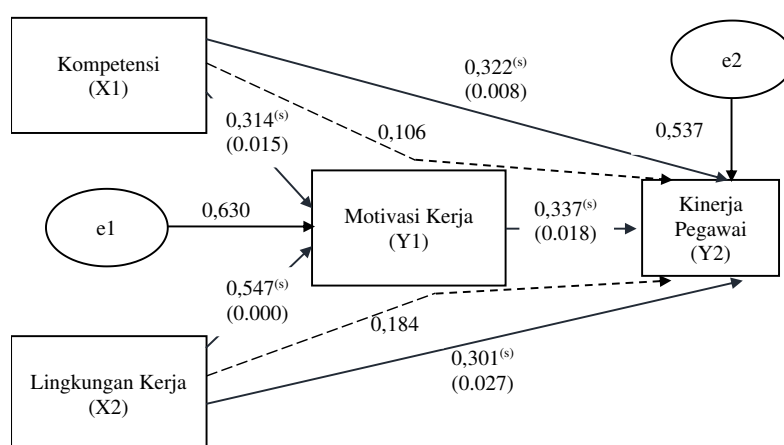 Kompetensi
(X1)
0,322(s)
(0.008)
e2
0,314(s)
(0.015)
0,106
0,537
e1
0,630
Motivasi Kerja
(Y1)
0,337(s)
(0.018)
Kinerja
Pegawai
(Y2)
0,547(s)
(0.000)
0,184
Lingkungan Kerja
(X2)
0,301(s)
(0.027)